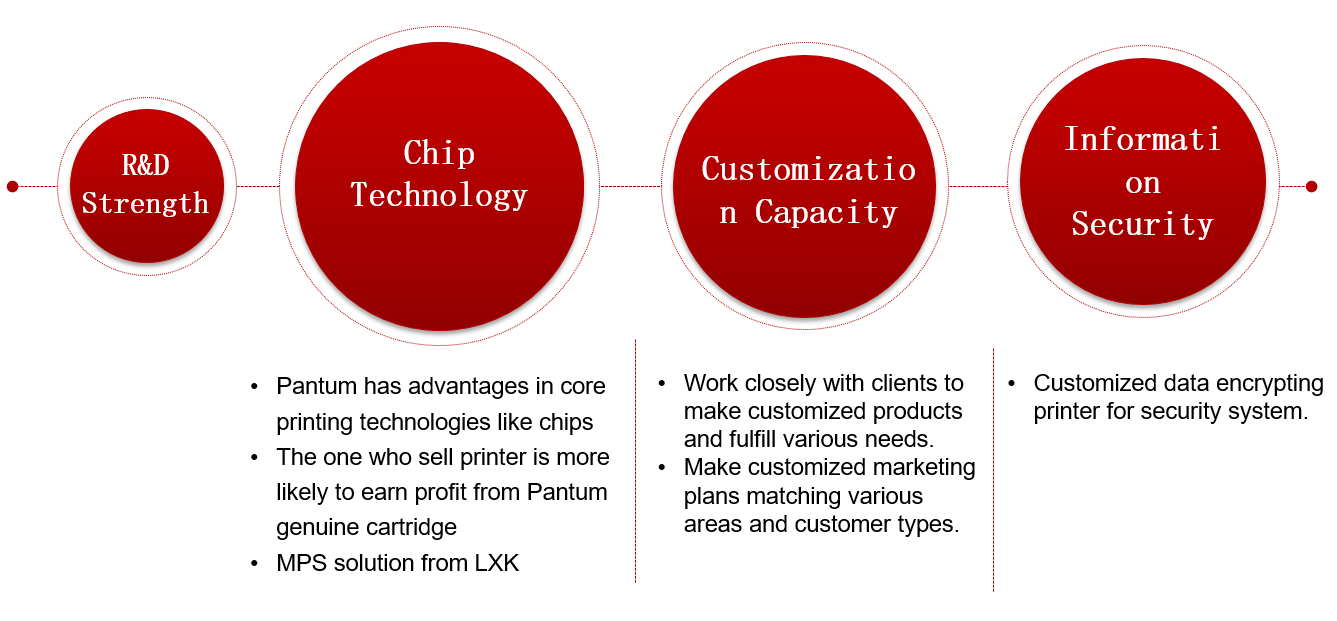 R&D
Strength
Chip
Technology
Customizatio
n Capacity
Informati
on
Security
• Pantum has advantages in core
printing technologies like chips
• The one who sell printer is more
likely to earn profit from Pantum
genuine cartridge
• MPS solution from LXK
• Work closely with clients to
make customized products
and fulfill various needs.
• Make customized marketing
plans matching various
areas and customer types.
• Customized data encrypting
printer for security system.